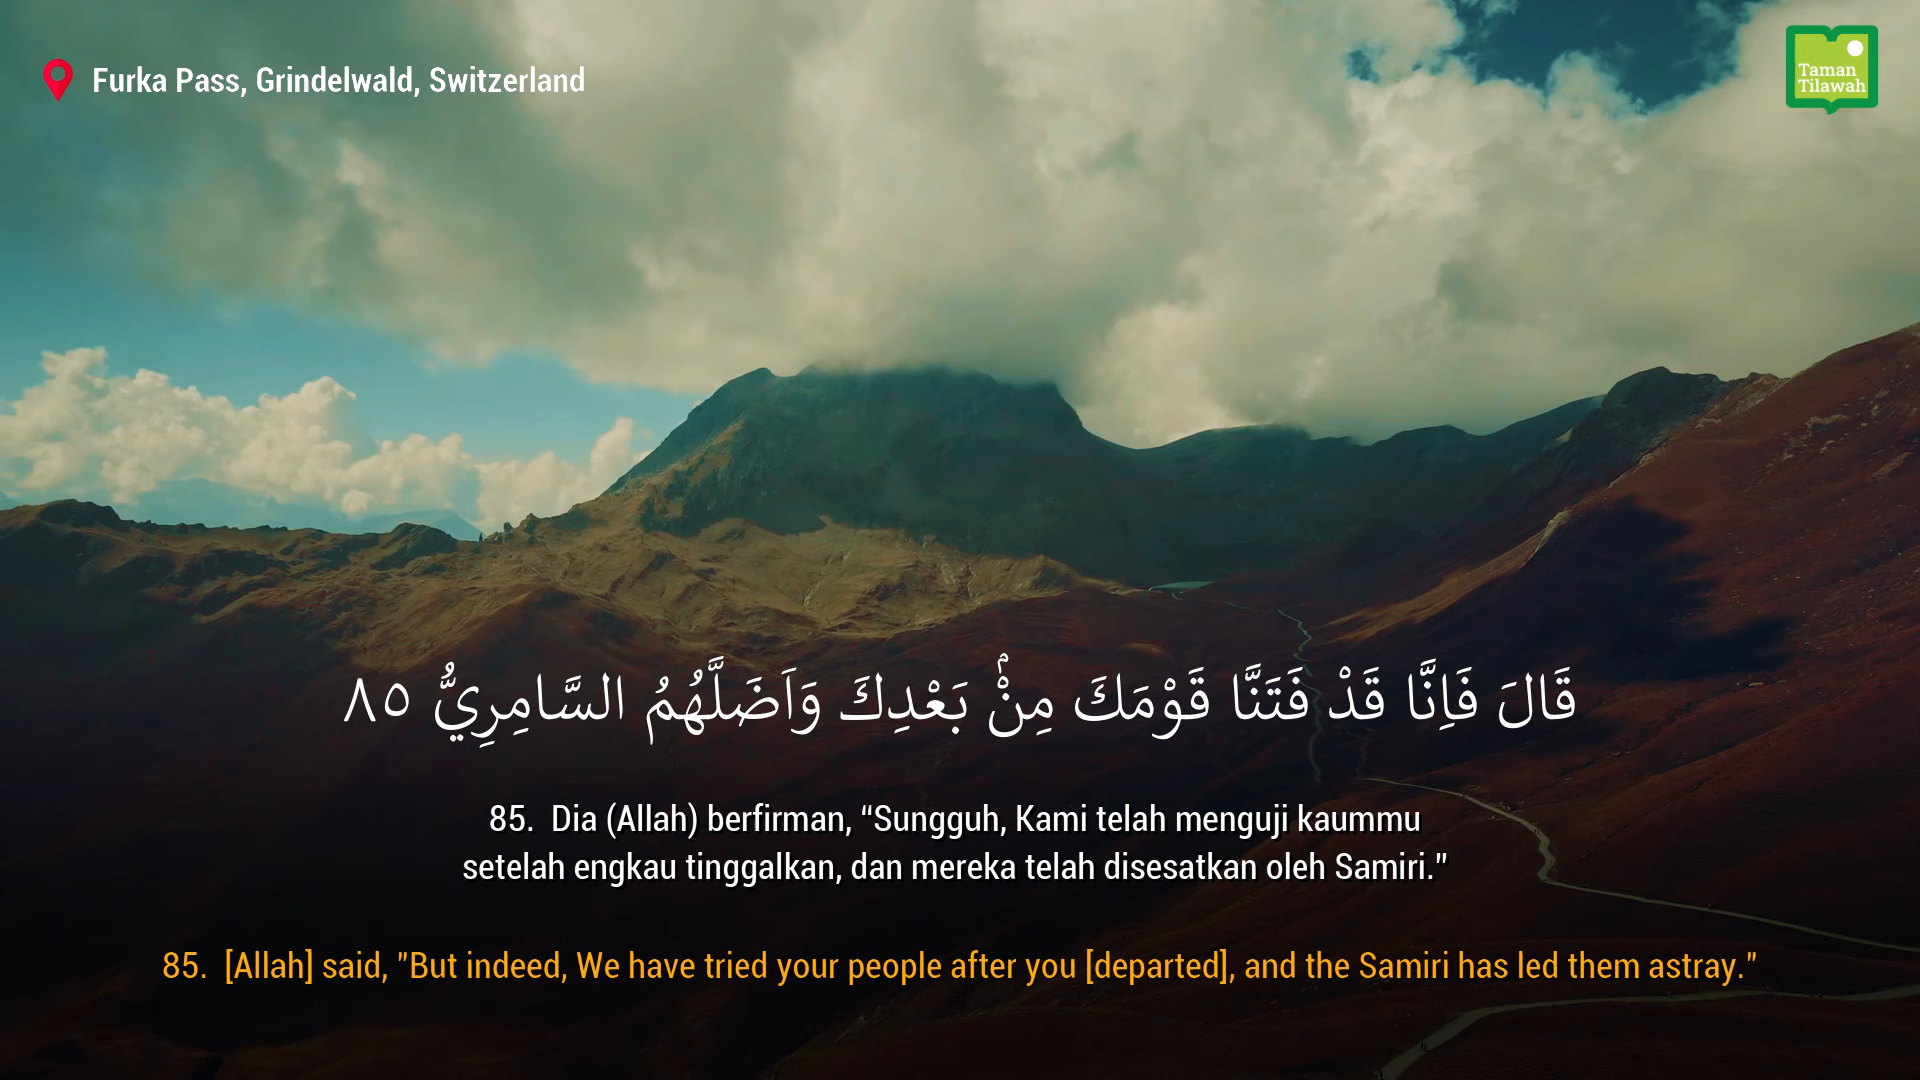 Furka Pass, Grindelwald, Switzerland
Taman
Tilawah
قَالَ فَاِنَّا قَدْ فَتَنَّا قَوْمَكَ مِنْۢ بَعْدِكَ وَاَضَلَّهُمُ السَّامِرِيُّ ٨٥
85. Dia (Allah) berfirman, “Sungguh, Kami telah menguji kaummu
setelah engkau tinggalkan, dan mereka telah disesatkan oleh Samiri.”
85. [Allah] said, "But indeed, We have tried your people after you [departed], and the Samiri has led them astray."